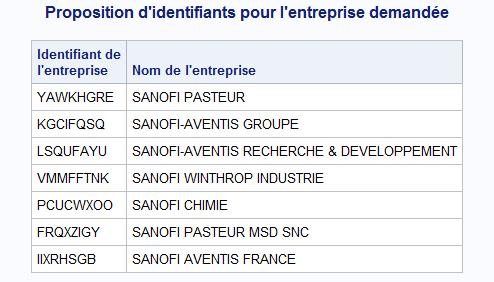 Proposition d'identifiants pour l'entreprise demandée
Identifiant de l'entreprise Nom de l'entreprise
YAWKHGRE SANOFI PASTEUR
KGCIFQSQ SANOFI-AVENTIS GROUPE
LSQUFAYU SANOFI-AVENTIS RECHERCHE & DEVELOPPEMENT
VMMFFTNK SANOFI WINTHROP INDUSTRIE
PCUCWXOO SANOFI CHIMIE
FRQXZIGY SANOFI PASTEUR MSD SNC
IIXRHSGB SANOFI AVENTIS FRANCE